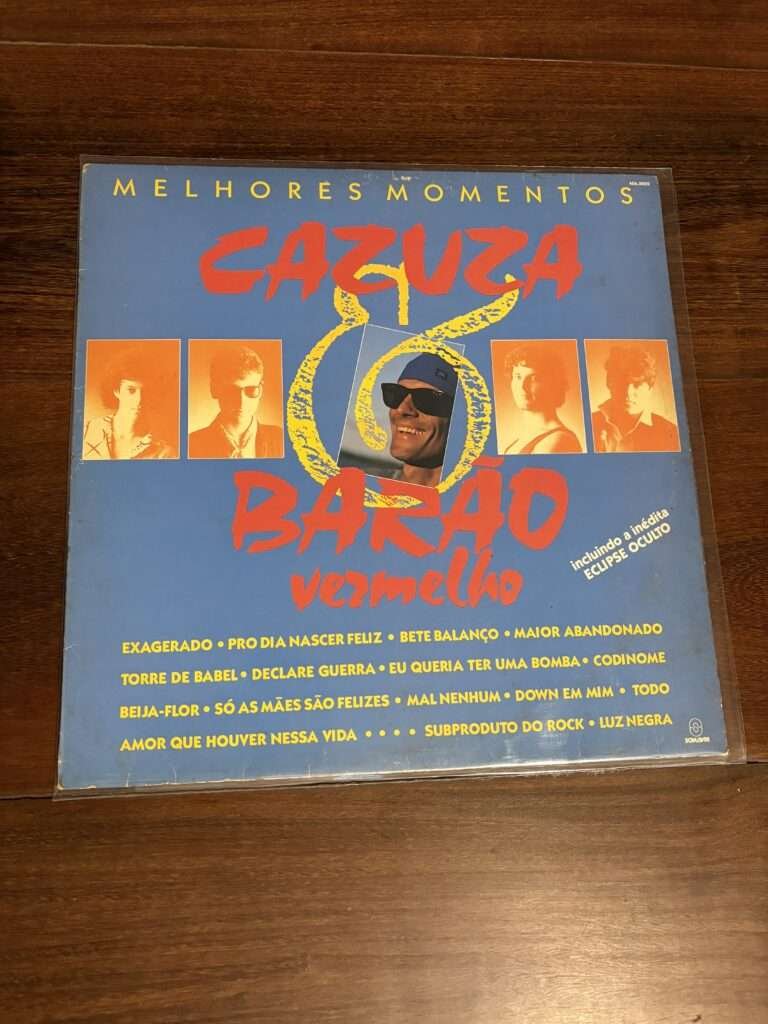 MELHORES MOMENTOS
CAZUZA
&
BARÃO
vermelho
incluindo a inédita
ECLIPSE OCULTO
EXAGERADO • PRO DIA NASCER FELIZ • BETE BALANÇO • MAIOR ABANDONADO
TORRE DE BABEL • DECLARE GUERRA • EU QUERIA TER UMA BOMBA • CODINOME
BEIJA-FLOR • SÓ AS MÃES SÃO FELIZES • MAL NENHUM • DOWN EM MIM • TODO
AMOR QUE HOUVER NESSA VIDA • • • • SUBPRODUTO DO ROCK • LUZ NEGRA